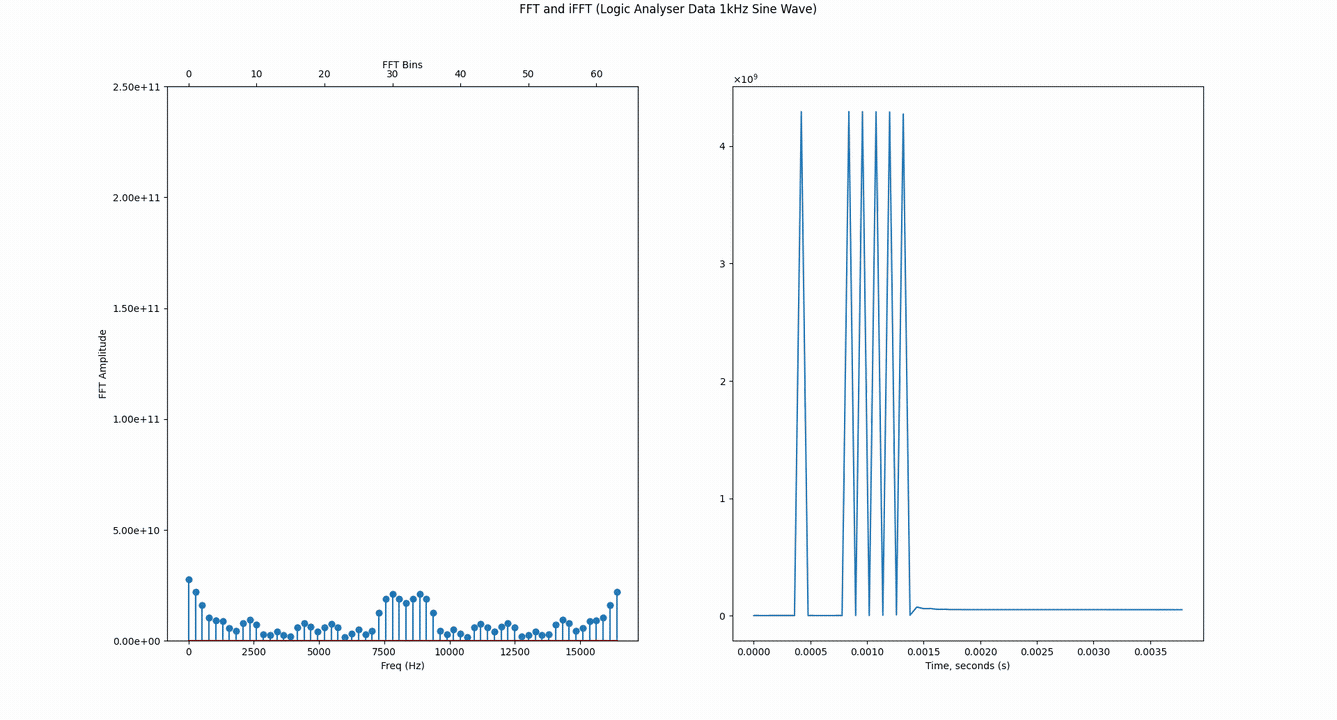 FFT and iFFT (Logic Analyser Data 1kHz Sine Wave)
FFT Bins
0 10 20 30 40 50 60
2.50e+11
2.00e+11
1.50e+11
1.00e+11
5.00e+10
0.00e+00
FFT Amplitude
0 2500 5000 7500 10000 12500 15000
Freq (Hz)
×10⁹
4
3
2
1
0
0.0000 0.0005 0.0010 0.0015 0.0020 0.0025 0.0030 0.0035
Time, seconds (s)